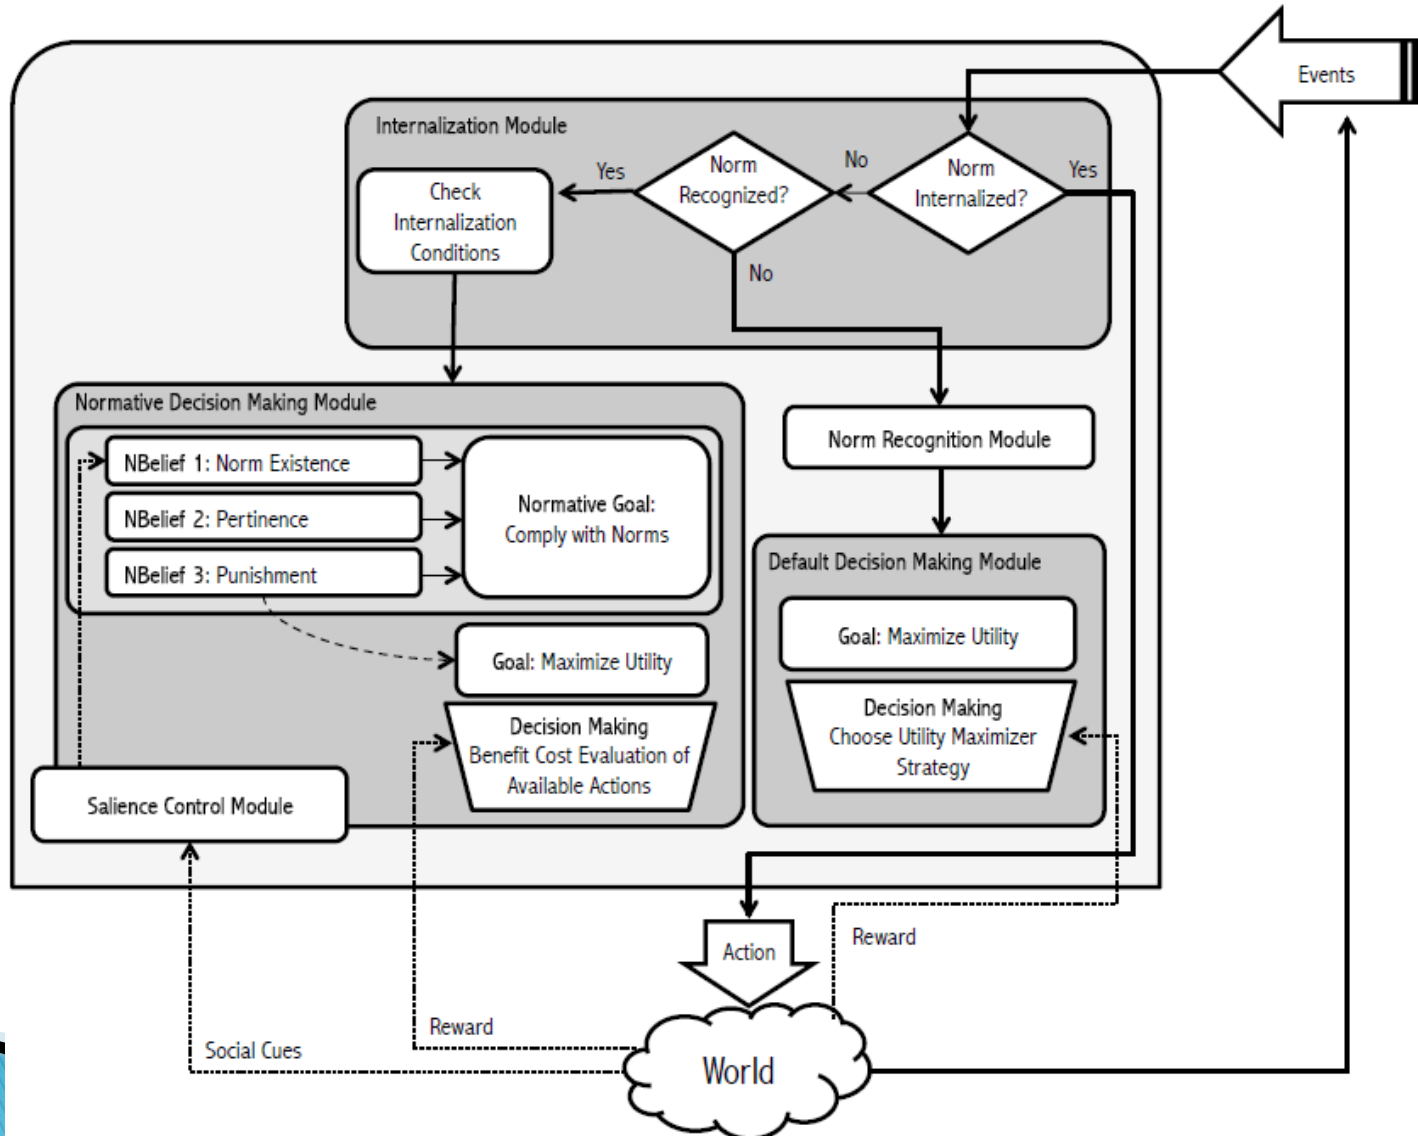 Events
Internalization Module
Norm
Internalized?
Yes
No
Norm
Recognized?
Yes
No
Check
Internalization
Conditions
Normative Decision Making Module
NBelief 1: Norm Existence
NBelief 2: Pertinence
NBelief 3: Punishment
Normative Goal:
Comply with Norms
Goal: Maximize Utility
Decision Making
Benefit Cost Evaluation of
Available Actions
Salience Control Module
Norm Recognition Module
Default Decision Making Module
Goal: Maximize Utility
Decision Making
Choose Utility Maximizer
Strategy
Action
Reward
Reward
Social Cues
World